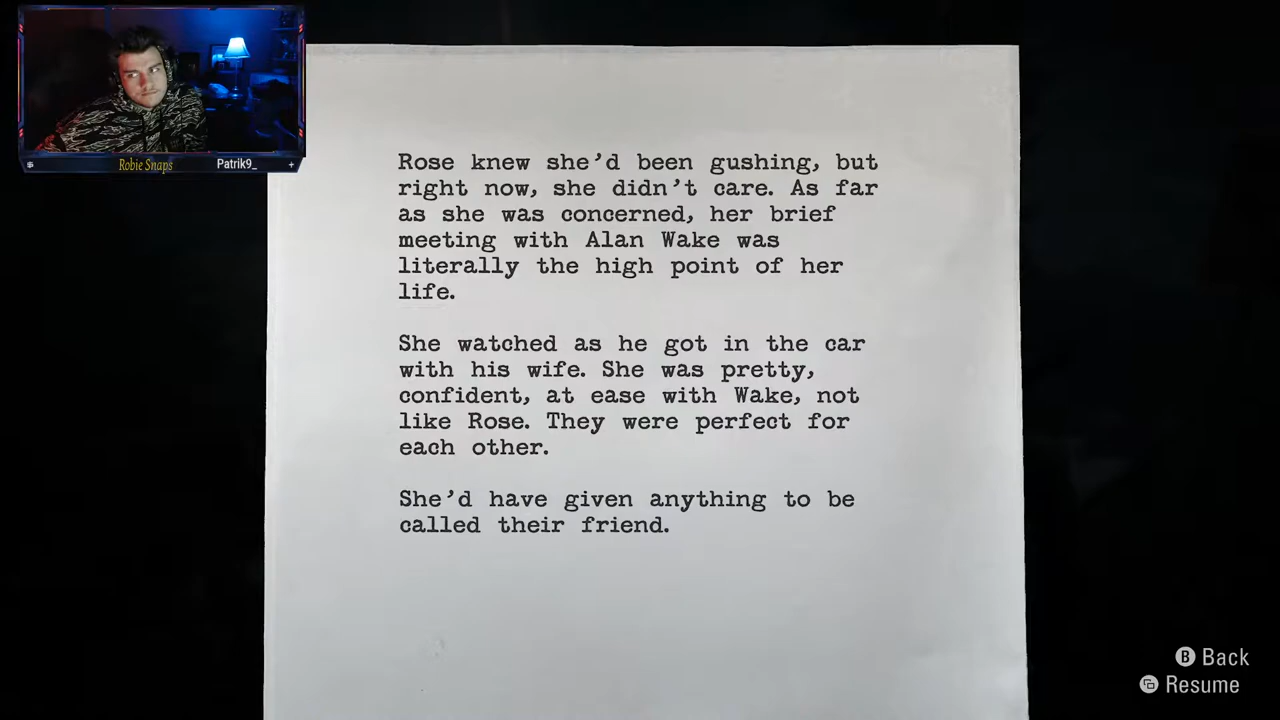 Robie Snaps
Patrik9_
+
Rose knew she'd been gushing, but
right now, she didn't care. As far
as she was concerned, her brief
meeting with Alan Wake was
literally the high point of her
life.
She watched as he got in the car
with his wife. She was pretty,
confident, at ease with Wake, not
like Rose. They were perfect for
each other.
She'd have given anything to be
called their friend.
B Back
Resume